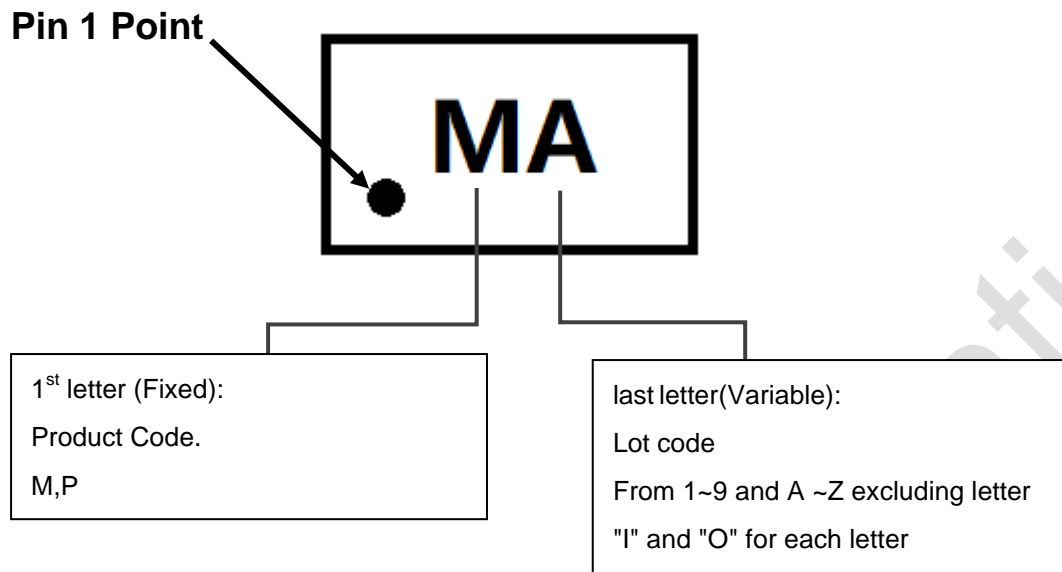 Pin 1 Point
MA
1st letter (Fixed):
Product Code.
M,P
last letter(Variable):
Lot code
From 1~9 and A ~Z excluding letter
"I" and "O" for each letter